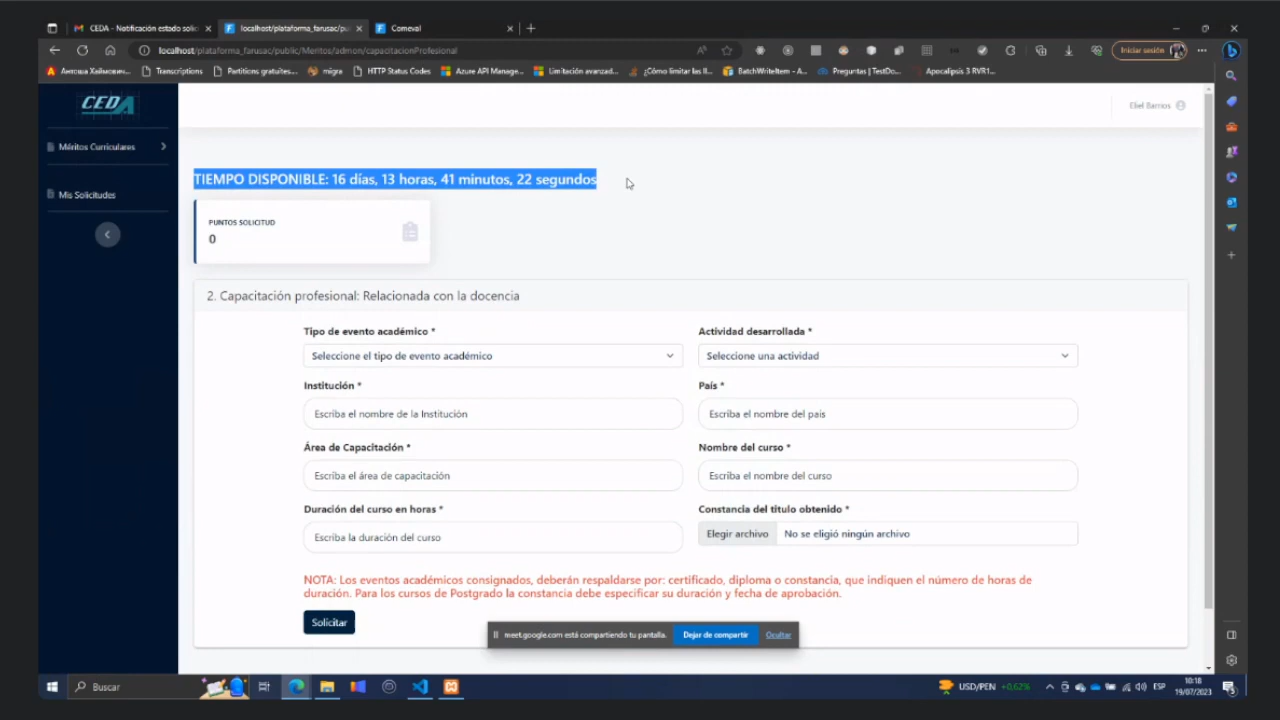 CEDA - Notificación estado solic
localhost/plataforma_farusac/pu
Comeval
localhost/plataforma_farusac/public/Meritos/admon/capacitacionProfesional
Iniciar sesión
Антоша Хаймович...
Transcriptions
Partitions gratuites...
migra
HTTP Status Codes
Azure API Manage...
Limitación avanzad...
¿Cómo limitar las ll...
BatchWriteItem - A...
Preguntas | TestDo...
Apocalipsis 3 RVR1...
CEDA
Eliel Barrios
Méritos Curriculares
Mis Solicitudes
TIEMPO DISPONIBLE: 16 días, 13 horas, 41 minutos, 22 segundos
PUNTOS SOLICITUD
0
2. Capacitación profesional: Relacionada con la docencia
Tipo de evento académico *
Actividad desarrollada *
Seleccione el tipo de evento académico
Seleccione una actividad
Institución *
País *
Escriba el nombre de la Institución
Escriba el nombre del pais
Área de Capacitación *
Nombre del curso *
Escriba el área de capacitación
Escriba el nombre del curso
Duración del curso en horas *
Constancia del titulo obtenido *
Escriba la duración del curso
Elegir archivo
No se eligió ningún archivo
NOTA: Los eventos académicos consignados, deberán respaldarse por: certificado, diploma o constancia, que indiquen el número de horas de
duración. Para los cursos de Postgrado la constancia debe especificar su duración y fecha de aprobación.
Solicitar
meet.google.com está compartiendo tu pantalla.
Dejar de compartir
Ocultar
Buscar
USD/PEN +0,62%
ESP
10:18
19/07/2023